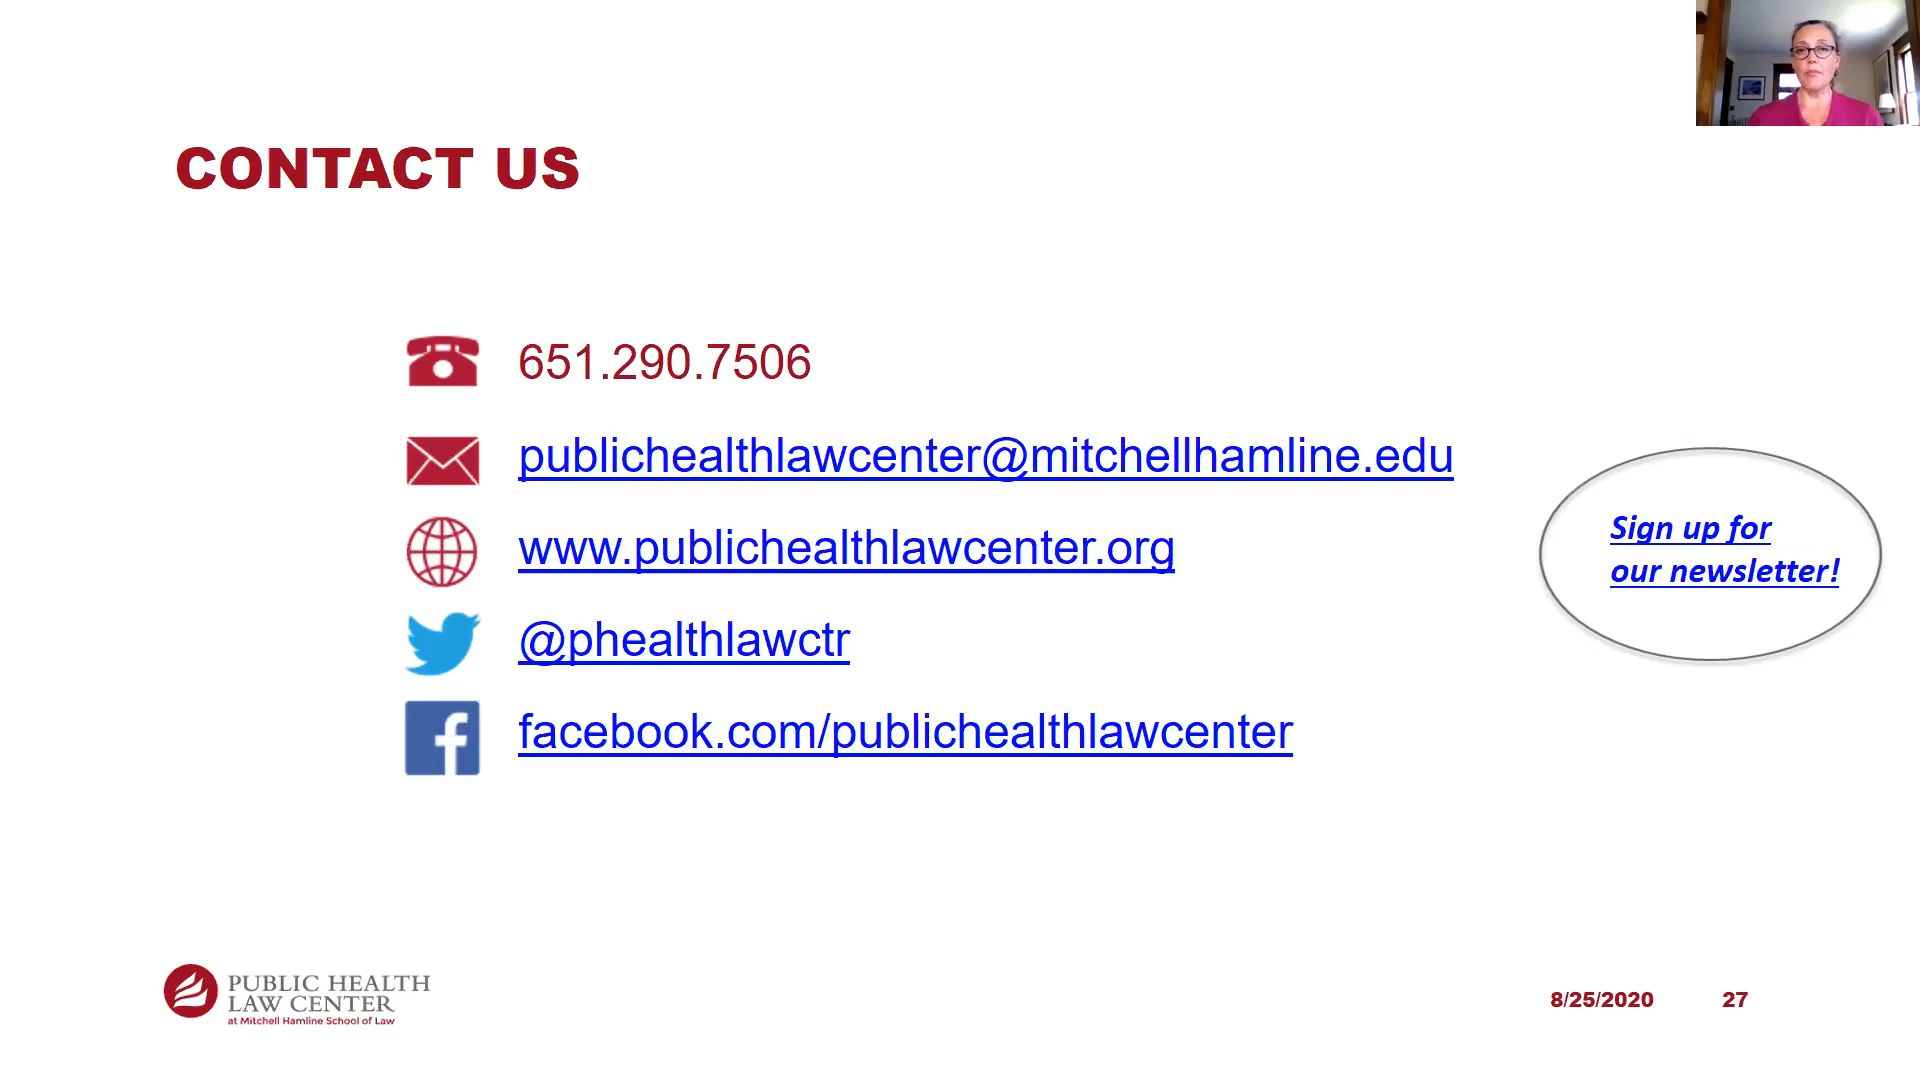 CONTACT US
651.290.7506
publichealthlawcenter@mitchellhamline.edu
www.publichealthlawcenter.org
@phealthlawctr
facebook.com/publichealthlawcenter
Sign up for
our newsletter!
PUBLIC HEALTH
LAW CENTER
at Mitchell Hamline School of Law
8/25/2020 27